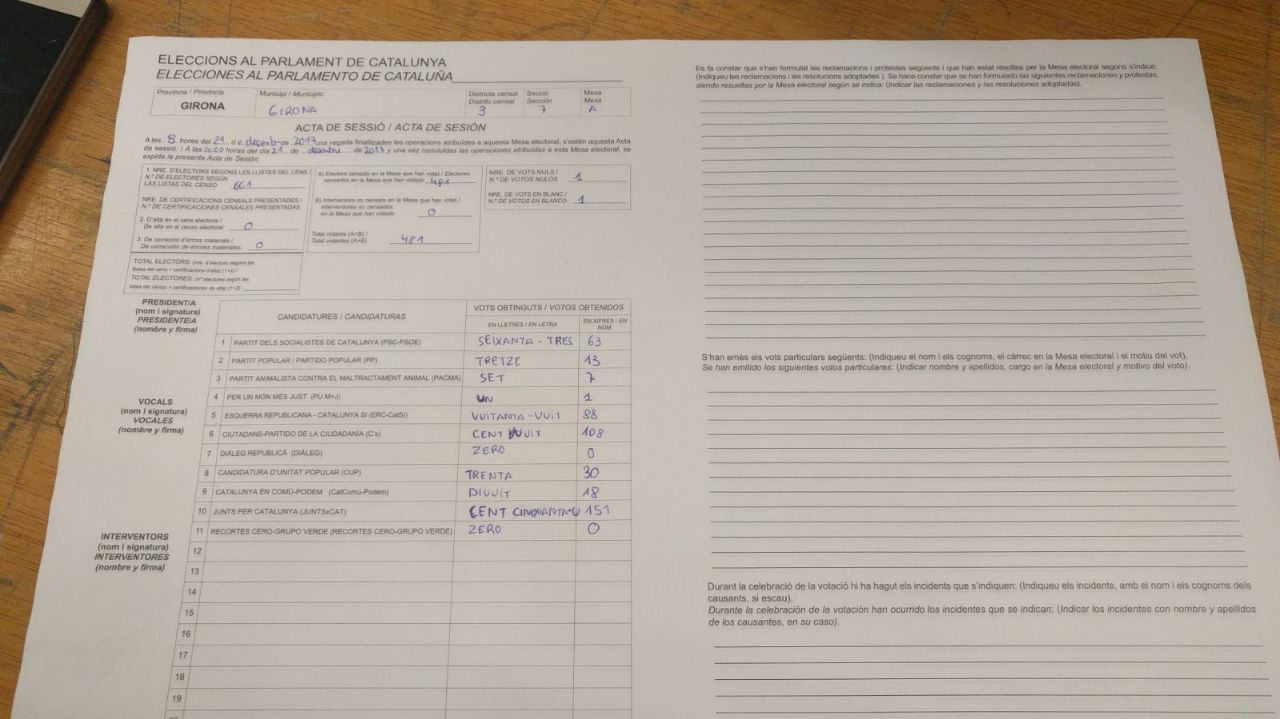 ELECCIONS AL PARLAMENT DE CATALUNYA
ELECCIONES AL PARLAMENTO DE CATALUÑA
Província / Provincia
GIRONA
Municipi / Municipio
GIRONA
Districte censal
Distrito censal
3
Secció
Sección
7
Mesa
Mesa
A
ACTA DE SESSIÓ / ACTA DE SESIÓN
A les 8 hores del 21 d e desemb de 2017 una vegada finalitzades les operacions atribuïdes a aquesta Mesa electoral, s'estén aquesta Acta
de sessió: i A las 20:00 horas del día 21 de desembre de 2017 y una vez concluidas las operaciones atribuidas a esta Mesa electoral, se
expide la presente Acta de Sesión:
1. NRE. D'ELECTORS SEGONS LES LLISTES DEL CENS /
N.º DE ELECTORES SEGÚN
LAS LISTAS DEL CENSO 661
NRE. DE CERTIFICACIONS CENSALS PRESENTADES /
N.º DE CERTIFICACIONES CENSALES PRESENTADAS
2. D'alta en el cens electoral /
De alta en el censo electoral: 0
3. De correcció d'errors materials /
De corrección de errores materiales: 0
TOTAL ELECTORS: (nre. d'electors segons les
llistes del cens + certificacions d'alta) (1+2) /
TOTAL ELECTORES: (nº electores según les
listes del censo + certificaciones de alta) (1+2)
A) Electors censats en la Mesa que han votat / Electores
censados en la Mesa que han votado 481
B) Interventors no censats en la Mesa que han votat /
Interventores no censados
en la Mesa que han votado 0
Total votants (A+B) /
Total votantes (A+B) 481
NRE. DE VOTS NULS /
N.º DE VOTOS NULOS 1
NRE. DE VOTS EN BLANC /
N.º DE VOTOS EN BLANCO 1
PRESIDENT/A
(nom i signatura)
PRESIDENTE/A
(nombre y firma)
CANDIDATURES / CANDIDATURAS
VOTS OBTINGUTS / VOTOS OBTENIDOS
EN LLETRES / EN LETRA
EN XIFRES / EN
NÚM
1 PARTIT DELS SOCIALISTES DE CATALUNYA (PSC-PSOE) SEIXANTA - TRES 63
2 PARTIT POPULAR / PARTIDO POPULAR (PP) TRETZE 13
3 PARTIT ANIMALISTA CONTRA EL MALTRACTAMENT ANIMAL (PACMA) SET 7
4 PER UN MÓN MÉS JUST (PU M+J) UN 1
5 ESQUERRA REPUBLICANA - CATALUNYA SÍ (ERC-CatSí) VUITANTA - VUIT 88
6 CIUTADANS-PARTIDO DE LA CIUDADANÍA (C's) CENT VUIT 108
7 DIÀLEG REPUBLICÀ (DIÀLEG) ZERO 0
8 CANDIDATURA D'UNITAT POPULAR (CUP) TRENTA 30
9 CATALUNYA EN COMÚ-PODEM (CatComú-Podem) DIVUIT 18
10 JUNTS PER CATALUNYA (JUNTSxCAT) CENT CINQUANTA-U 151
11 RECORTES CERO-GRUPO VERDE (RECORTES CERO-GRUPO VERDE) ZERO 0
12
13
14
15
16
17
18
19
VOCALS
(nom i signatura)
VOCALES
(nombre y firma)
INTERVENTORS
(nom i signatura)
INTERVENTORES
(nombre y firma)
Es fa constar que s'han formulat les reclamacions i protestes següents i que han estat resoltes per la Mesa electoral segons s'indica:
(Indiqueu les reclamacions i les resolucions adoptades ). Se hace constar que se han formulado las siguientes reclamaciones y protestas,
siendo resueltas por la Mesa electoral según se indica: (Indicar las reclamaciones y las resoluciones adoptadas).
S'han emès els vots particulars següents: (Indiqueu el nom i els cognoms, el càrrec en la Mesa electoral i el motiu del vot).
Se han emitido los siguientes votos particulares: (Indicar nombre y apellidos, cargo en la Mesa electoral y motivo del voto).
Durant la celebració de la votació hi ha hagut els incidents que s'indiquen: (Indiqueu els incidents, amb el nom i els cognoms dels
causants, si escau).
Durante la celebración de la votación han ocurrido los incidentes que se indican: (Indicar los incidentes con nombre y apellidos
de los causantes, en su caso).